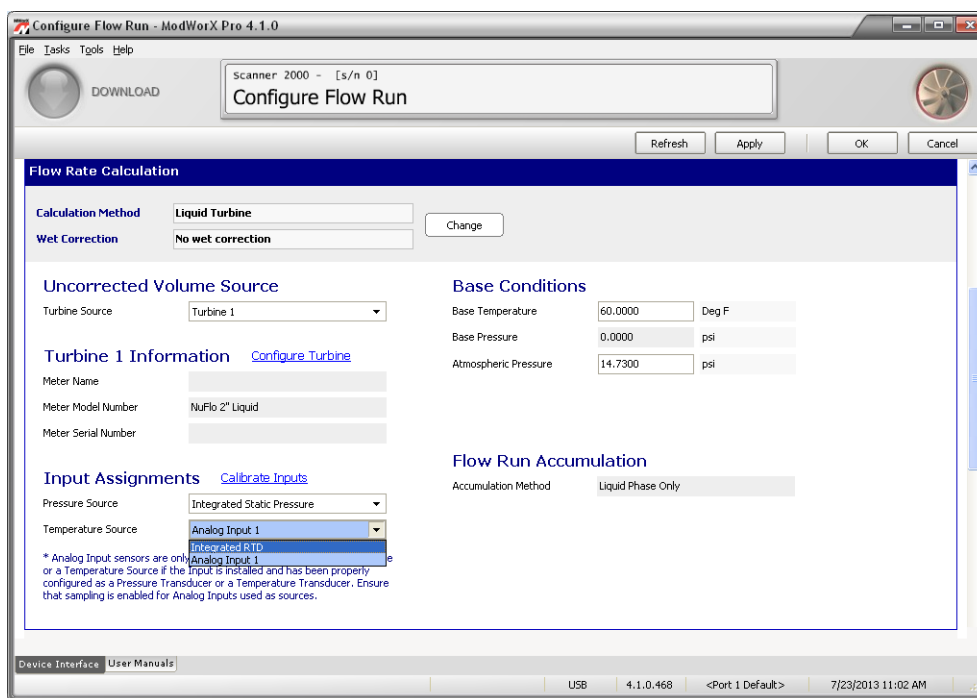 Configure Flow Run - ModWorX Pro 4.1.0
File Tasks Tools Help
DOWNLOAD
Scanner 2000 - [s/n 0]
Configure Flow Run
Refresh Apply OK Cancel
Flow Rate Calculation
Calculation Method Liquid Turbine
Wet Correction No wet correction
Change
Uncorrected Volume Source
Turbine Source Turbine 1
Turbine 1 Information Configure Turbine
Meter Name
Meter Model Number NuFlo 2" Liquid
Meter Serial Number
Input Assignments Calibrate Inputs
Pressure Source Integrated Static Pressure
Temperature Source Analog Input 1
Integrated RTD
Analog Input 1
* Analog Input sensors are only
or a Temperature Source if the Input is installed and has been properly
configured as a Pressure Transducer or a Temperature Transducer. Ensure
that sampling is enabled for Analog Inputs used as sources.
Base Conditions
Base Temperature 60.0000 Deg F
Base Pressure 0.0000 psi
Atmospheric Pressure 14.7300 psi
Flow Run Accumulation
Accumulation Method Liquid Phase Only
Device Interface User Manuals
USB 4.1.0.468 <Port 1 Default> 7/23/2013 11:02 AM